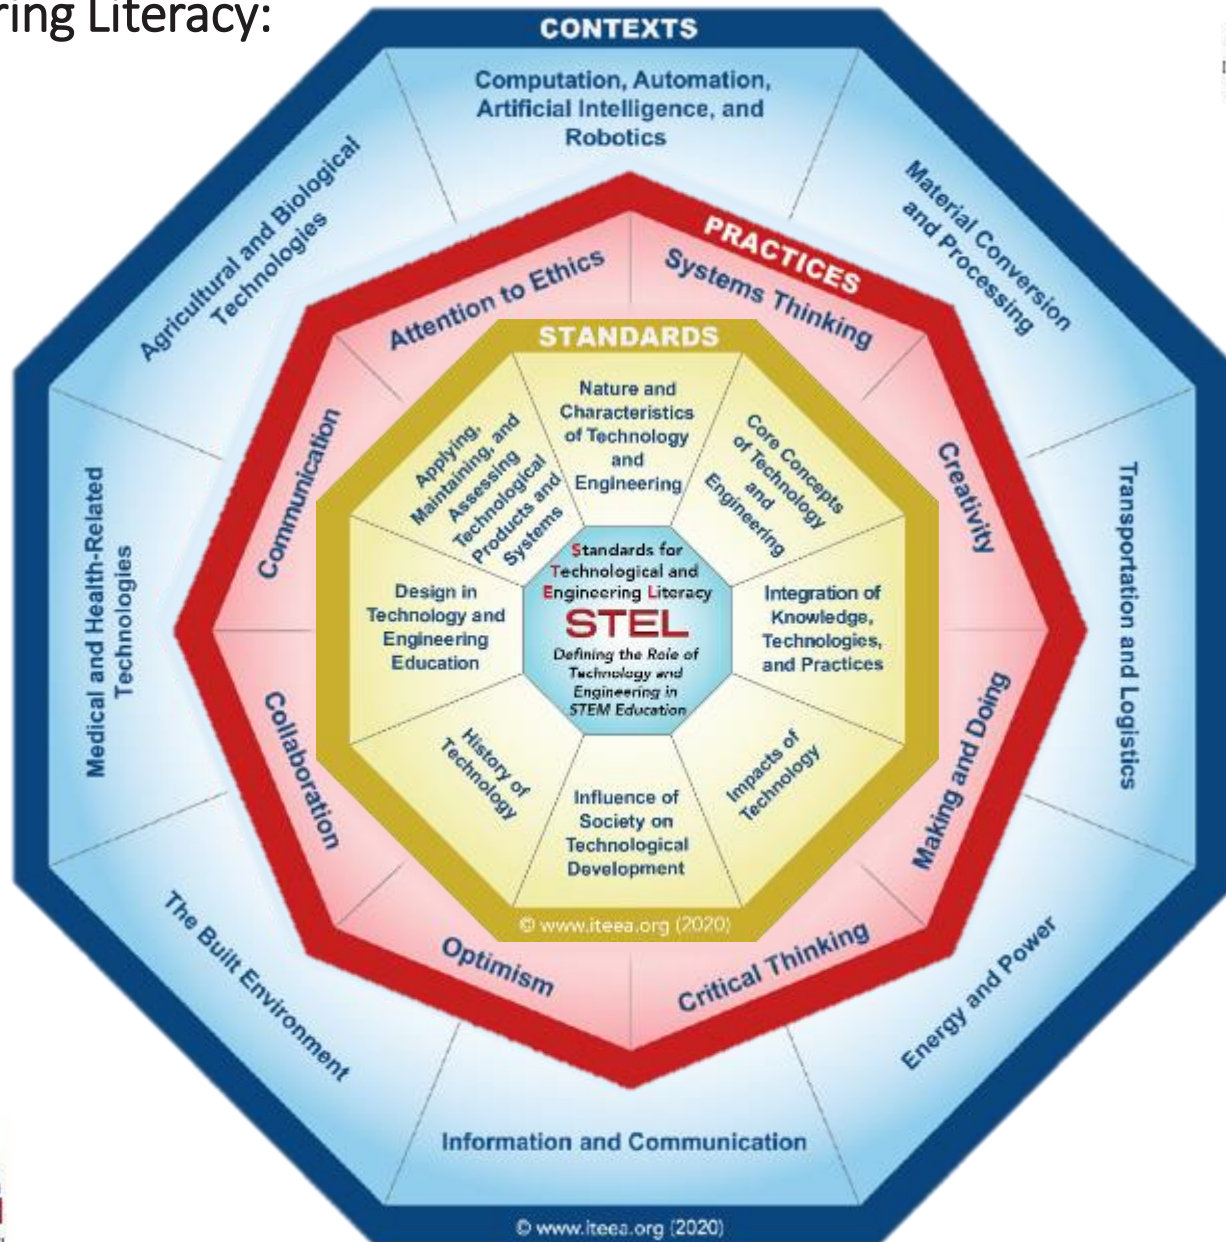 ring Literacy:
CONTEXTS
Computation, Automation,
Artificial Intelligence, and
Robotics
Material Conversion
and Processing
Transportation and Logistics
Energy and Power
Information and Communication
The Built Environment
Medical and Health-Related
Technologies
Agricultural and Biological
Technologies
PRACTICES
Systems Thinking
Creativity
Making and Doing
Critical Thinking
Optimism
Collaboration
Communication
Attention to Ethics
STANDARDS
Nature and
Characteristics
of Technology
and
Engineering
Core Concepts
of Technology
and
Engineering
Integration of
Knowledge,
Technologies,
and Practices
Impacts of
Technology
Influence of
Society on
Technological
Development
History of
Technology
Design in
Technology and
Engineering
Education
Applying,
Maintaining, and
Assessing
Technological
Products and
Systems
Standards for
Technological and
Engineering Literacy
STEL
Defining the Role of
Technology and
Engineering in
STEM Education
© www.iteea.org (2020)
© www.iteea.org (2020)